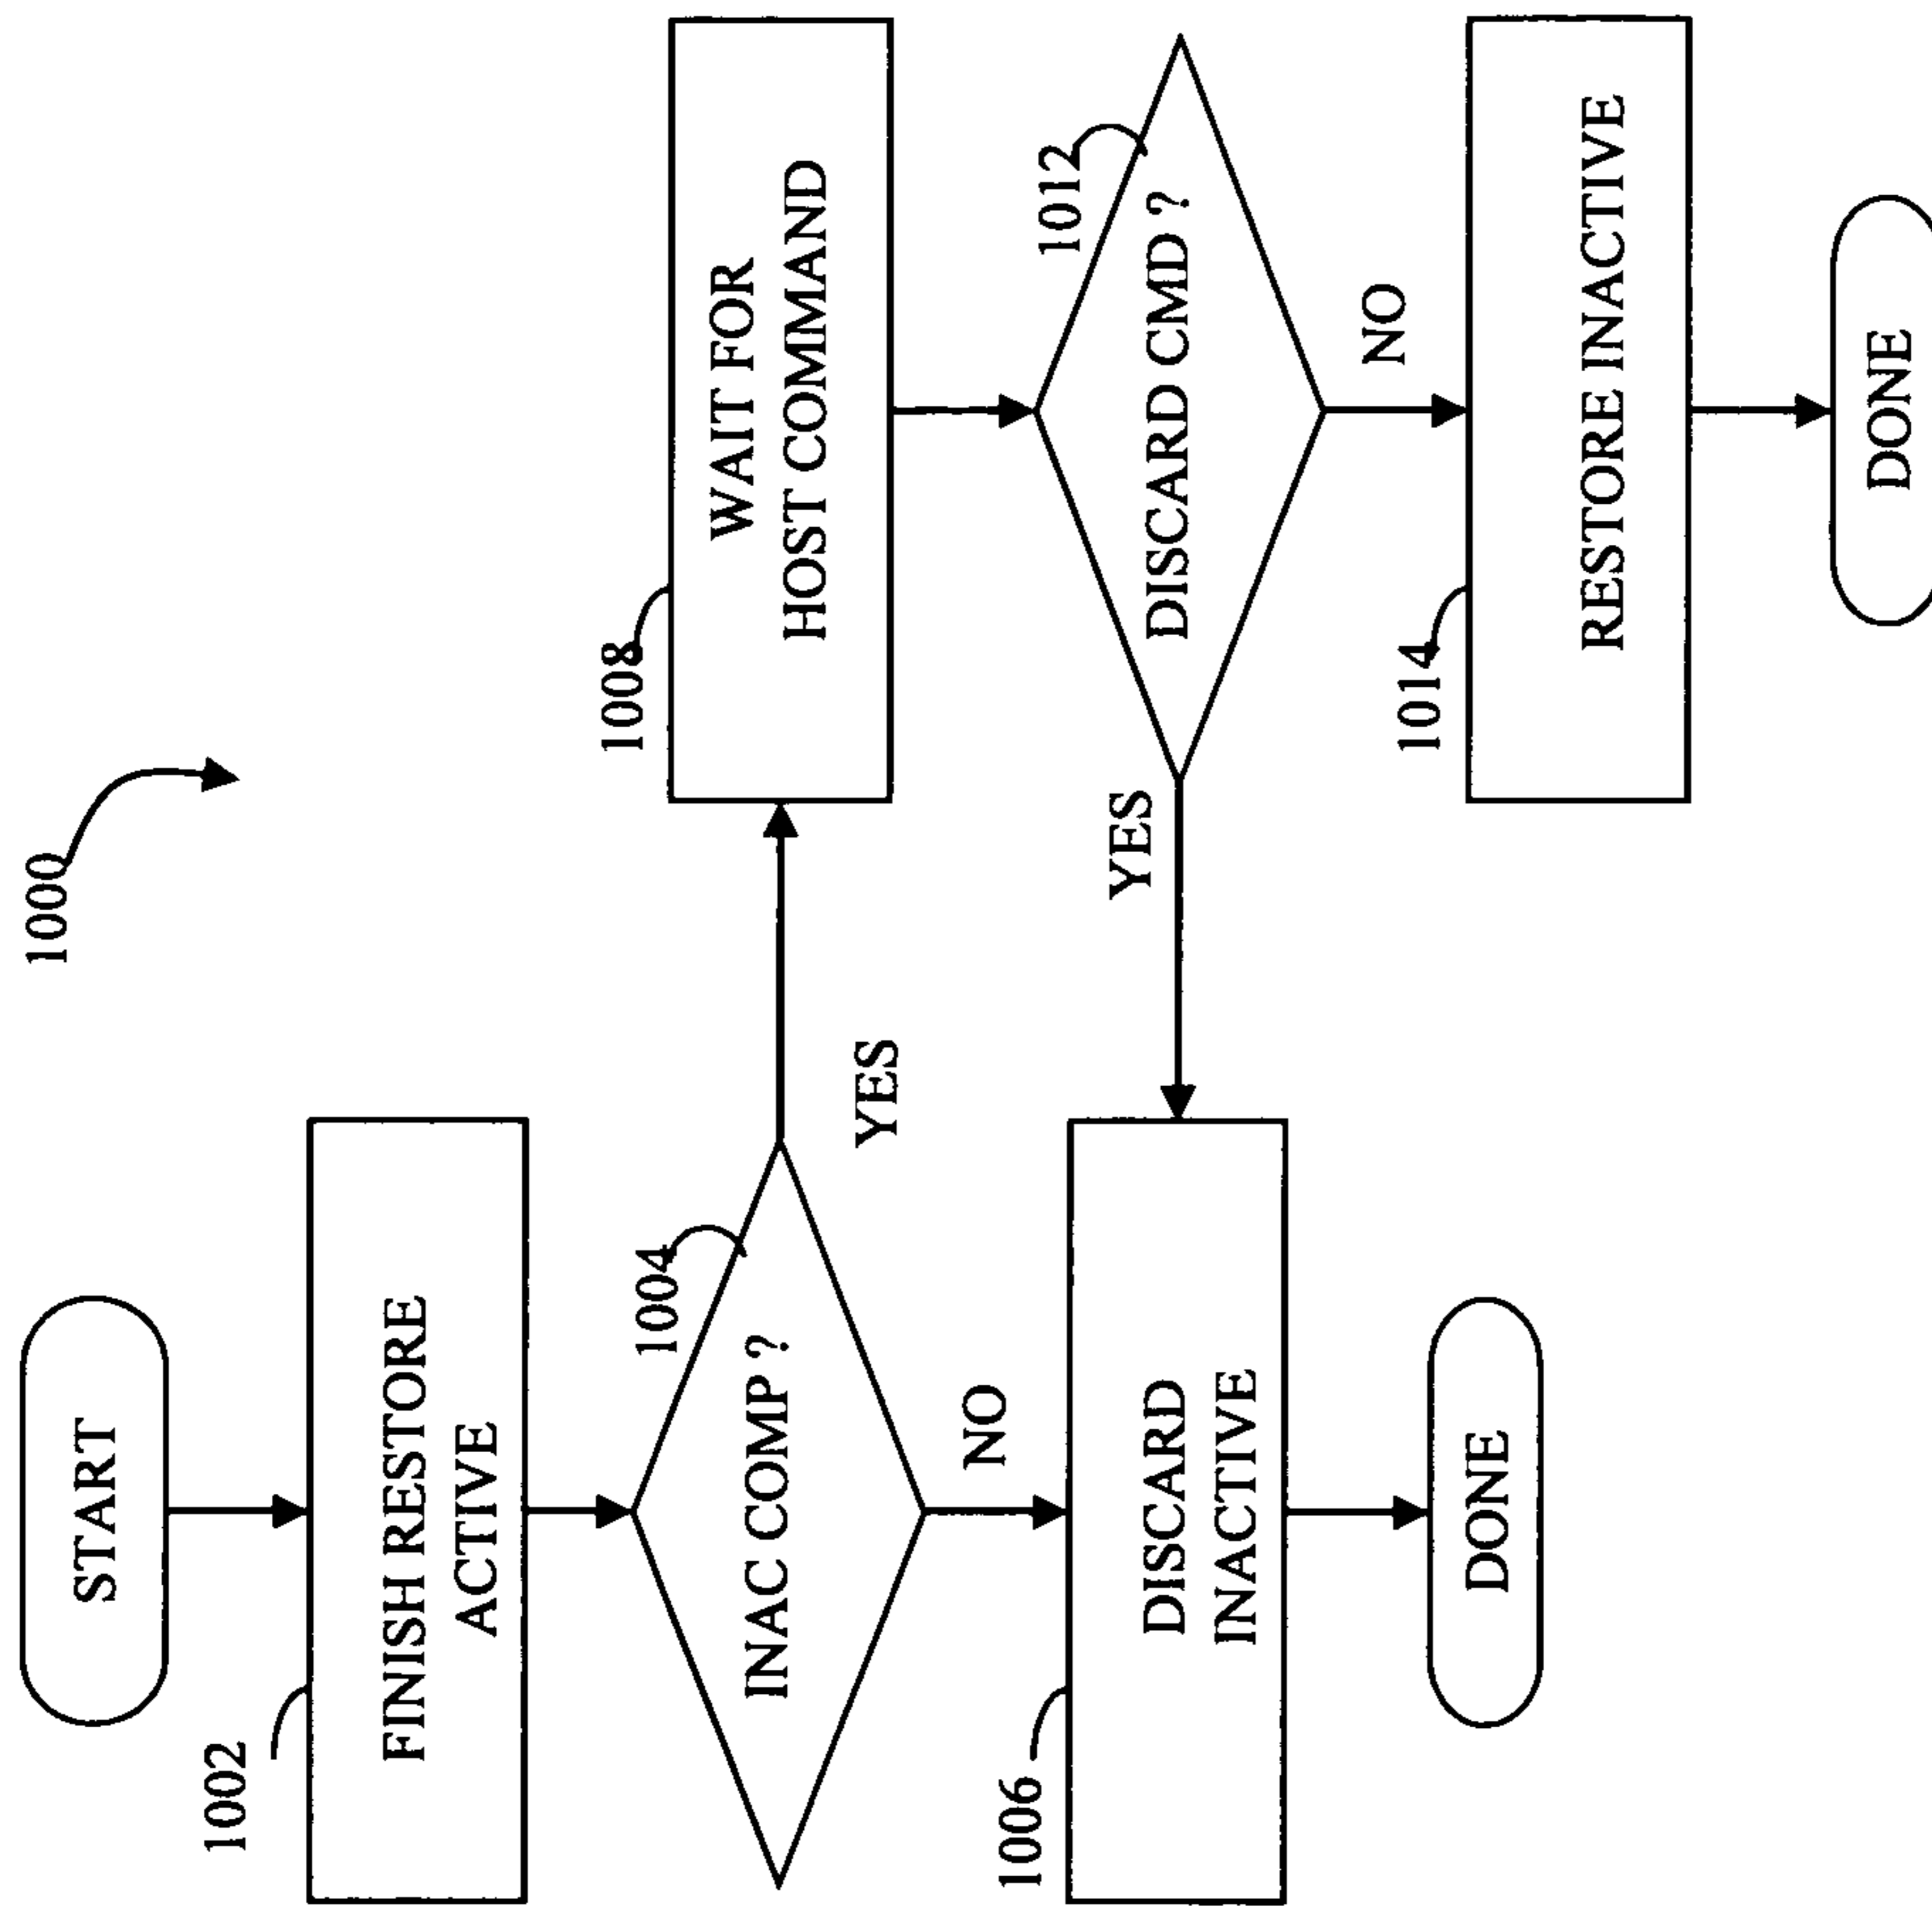 1000
START
1002
FINISH RESTORE
ACTIVE
1004
INAC COMP ?
YES
NO
1006
DISCARD
INACTIVE
DONE
1008
WAIT FOR
HOST COMMAND
1012
DISCARD CMD ?
YES
NO
1014
RESTORE INACTIVE
DONE